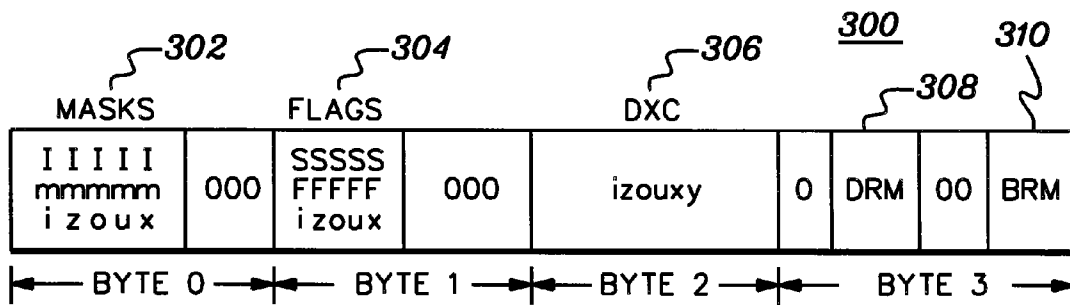 302 304 306 300 310
308
MASKS FLAGS DXC
I I I I I SSSSS
mmmmm 000 FFFFF 000 izouxy 0 DRM 00 BRM
i z o u x i zoux
BYTE 0 BYTE 1 BYTE 2 BYTE 3